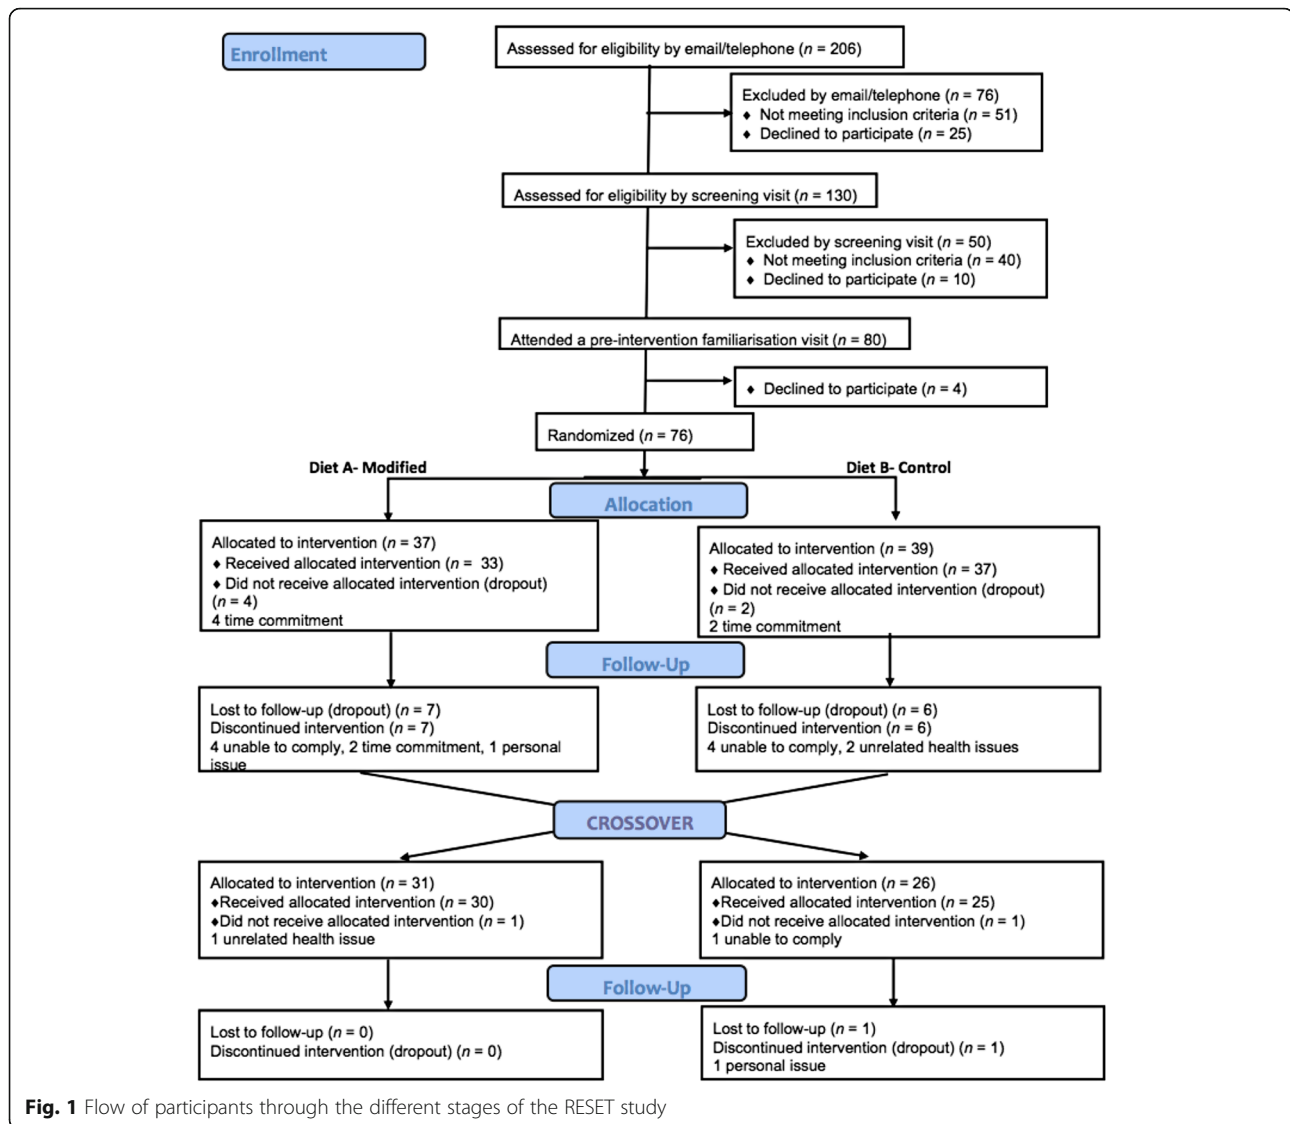 Enrollment
Assessed for eligibility by email/telephone (n = 206)
Excluded by email/telephone (n = 76)
♦ Not meeting inclusion criteria (n = 51)
♦ Declined to participate (n = 25)
Assessed for eligibility by screening visit (n = 130)
Excluded by screening visit (n = 50)
♦ Not meeting inclusion criteria (n = 40)
♦ Declined to participate (n = 10)
Attended a pre-intervention familiarisation visit (n = 80)
♦ Declined to participate (n = 4)
Randomized (n = 76)
Diet A- Modified
Diet B- Control
Allocation
Allocated to intervention (n = 37)
♦ Received allocated intervention (n = 33)
♦ Did not receive allocated intervention (dropout)
(n = 4)
4 time commitment
Allocated to intervention (n = 39)
♦ Received allocated intervention (n = 37)
♦ Did not receive allocated intervention (dropout)
(n = 2)
2 time commitment
Follow-Up
Lost to follow-up (dropout) (n = 7)
Discontinued intervention (n = 7)
4 unable to comply, 2 time commitment, 1 personal
issue
Lost to follow-up (dropout) (n = 6)
Discontinued intervention (n = 6)
4 unable to comply, 2 unrelated health issues
CROSSOVER
Allocated to intervention (n = 31)
♦Received allocated intervention (n = 30)
♦Did not receive allocated intervention (n = 1)
1 unrelated health issue
Allocated to intervention (n = 26)
♦Received allocated intervention (n = 25)
♦Did not receive allocated intervention (n = 1)
1 unable to comply
Follow-Up
Lost to follow-up (n = 0)
Discontinued intervention (dropout) (n = 0)
Lost to follow-up (n = 1)
Discontinued intervention (dropout) (n = 1)
1 personal issue
Fig. 1 Flow of participants through the different stages of the RESET study